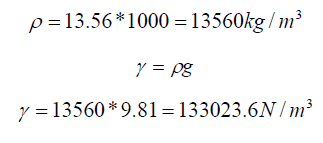 ρ = 13.56*1000 = 13560kg / m³
γ = ρg
γ = 13560*9.81 = 133023.6N / m³